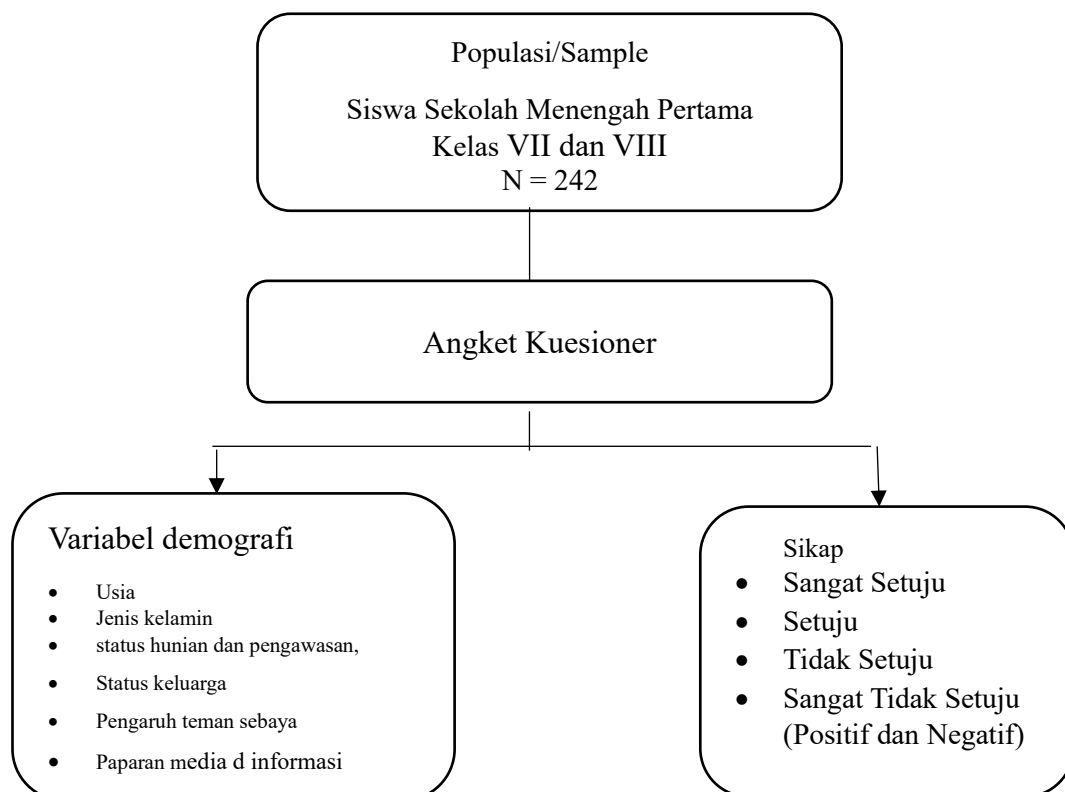 Populasi/Sample
Siswa Sekolah Menengah Pertama
Kelas VII dan VIII
N = 242
Angket Kuesioner
Variabel demografi
• Usia
• Jenis kelamin
• status hunian dan pengawasan,
• Status keluarga
• Pengaruh teman sebaya
• Paparan media d informasi
Sikap
• Sangat Setuju
• Setuju
• Tidak Setuju
• Sangat Tidak Setuju
(Positif dan Negatif)